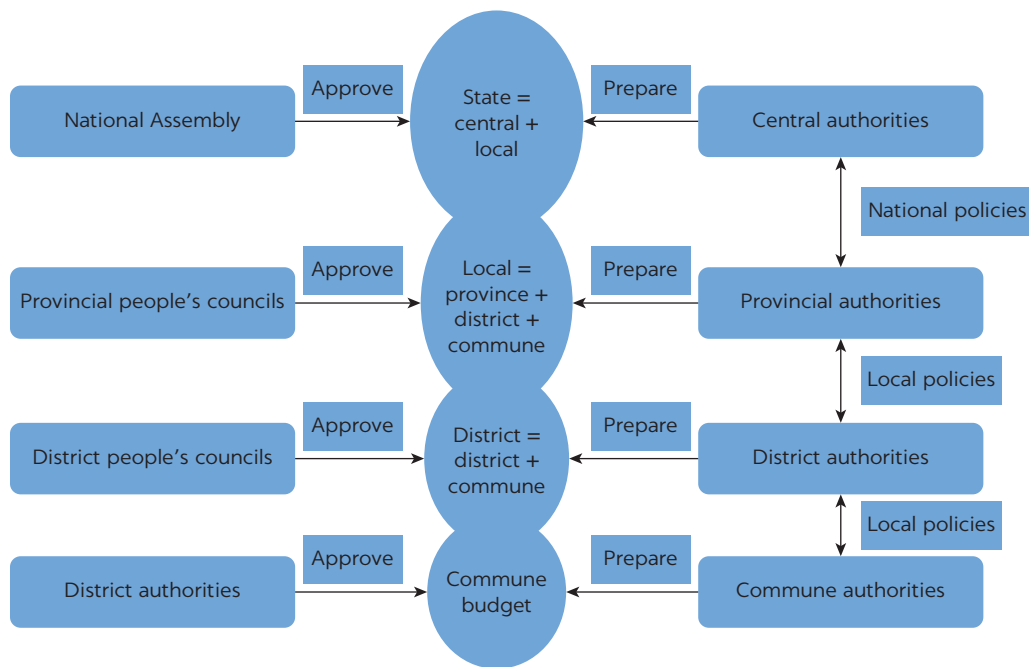 National Assembly
Approve
State =
central +
local
Prepare
Central authorities
National policies
Provincial people's councils
Approve
Local =
province +
district +
commune
Prepare
Provincial authorities
Local policies
District people's councils
Approve
District =
district +
commune
Prepare
District authorities
Local policies
District authorities
Approve
Commune
budget
Prepare
Commune authorities